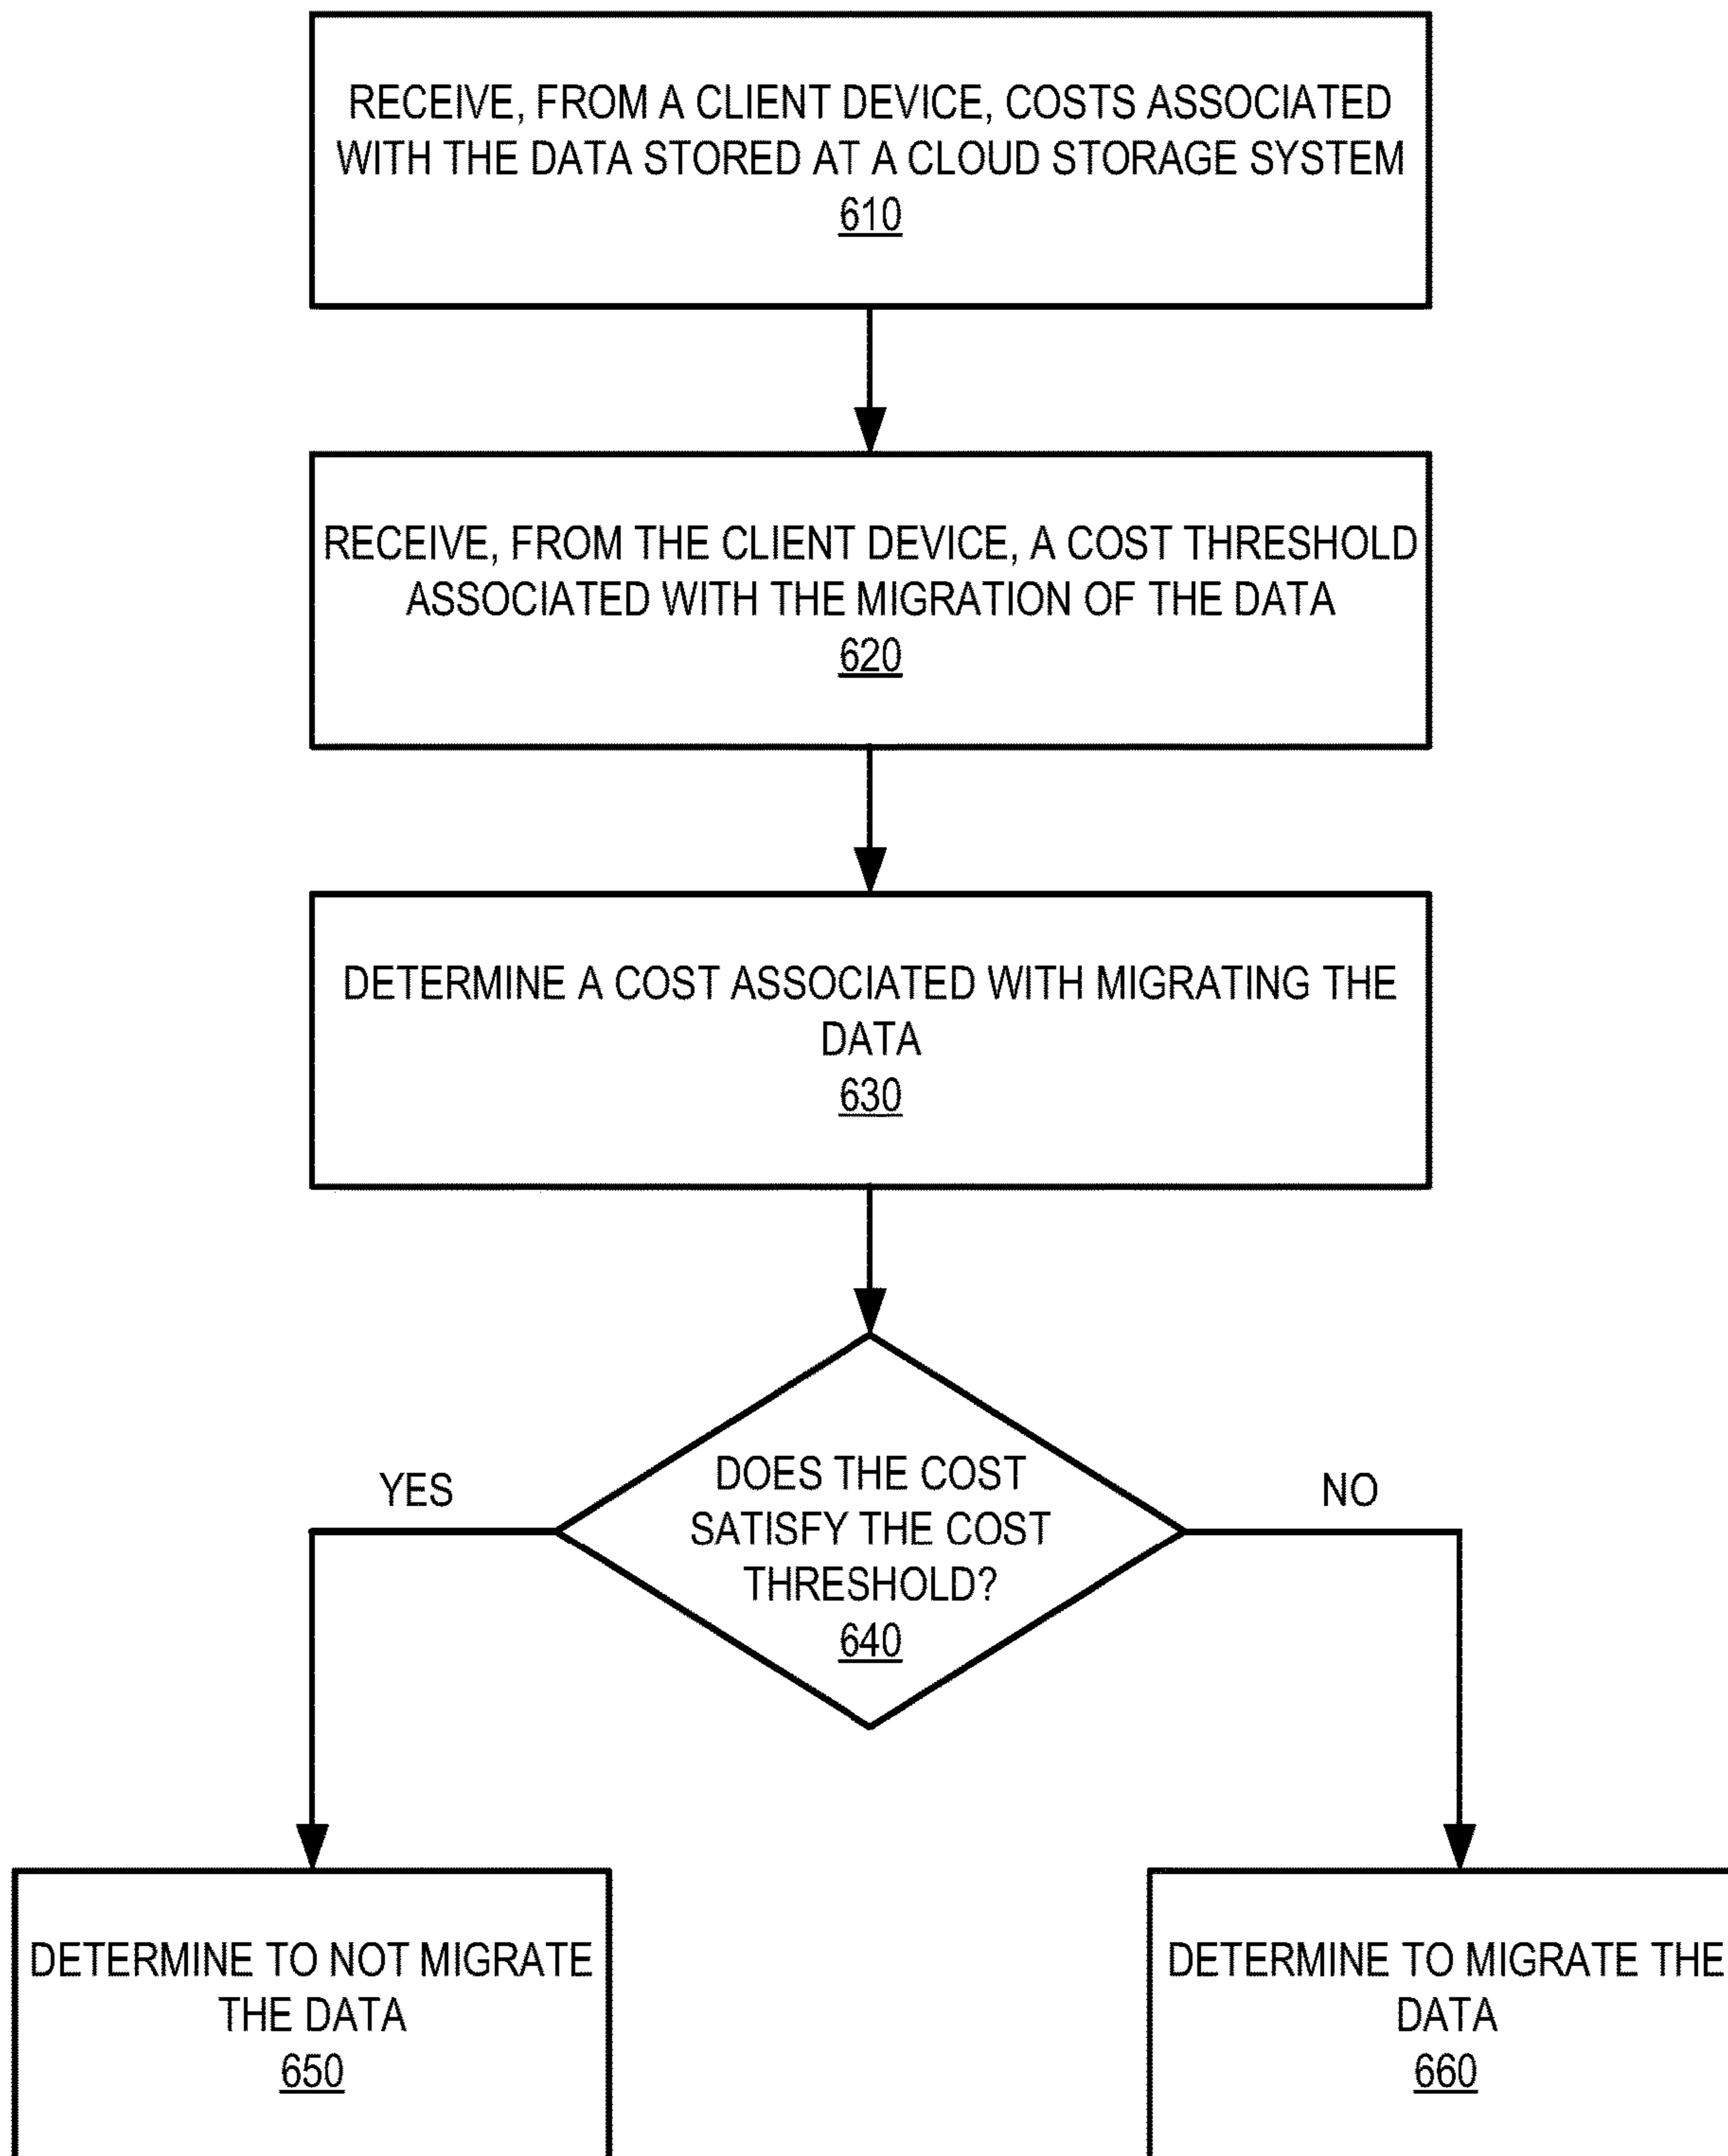 RECEIVE, FROM A CLIENT DEVICE, COSTS ASSOCIATED
WITH THE DATA STORED AT A CLOUD STORAGE SYSTEM
610
RECEIVE, FROM THE CLIENT DEVICE, A COST THRESHOLD
ASSOCIATED WITH THE MIGRATION OF THE DATA
620
DETERMINE A COST ASSOCIATED WITH MIGRATING THE
DATA
630
DOES THE COST
SATISFY THE COST
THRESHOLD?
640
YES
NO
DETERMINE TO NOT MIGRATE
THE DATA
650
DETERMINE TO MIGRATE THE
DATA
660